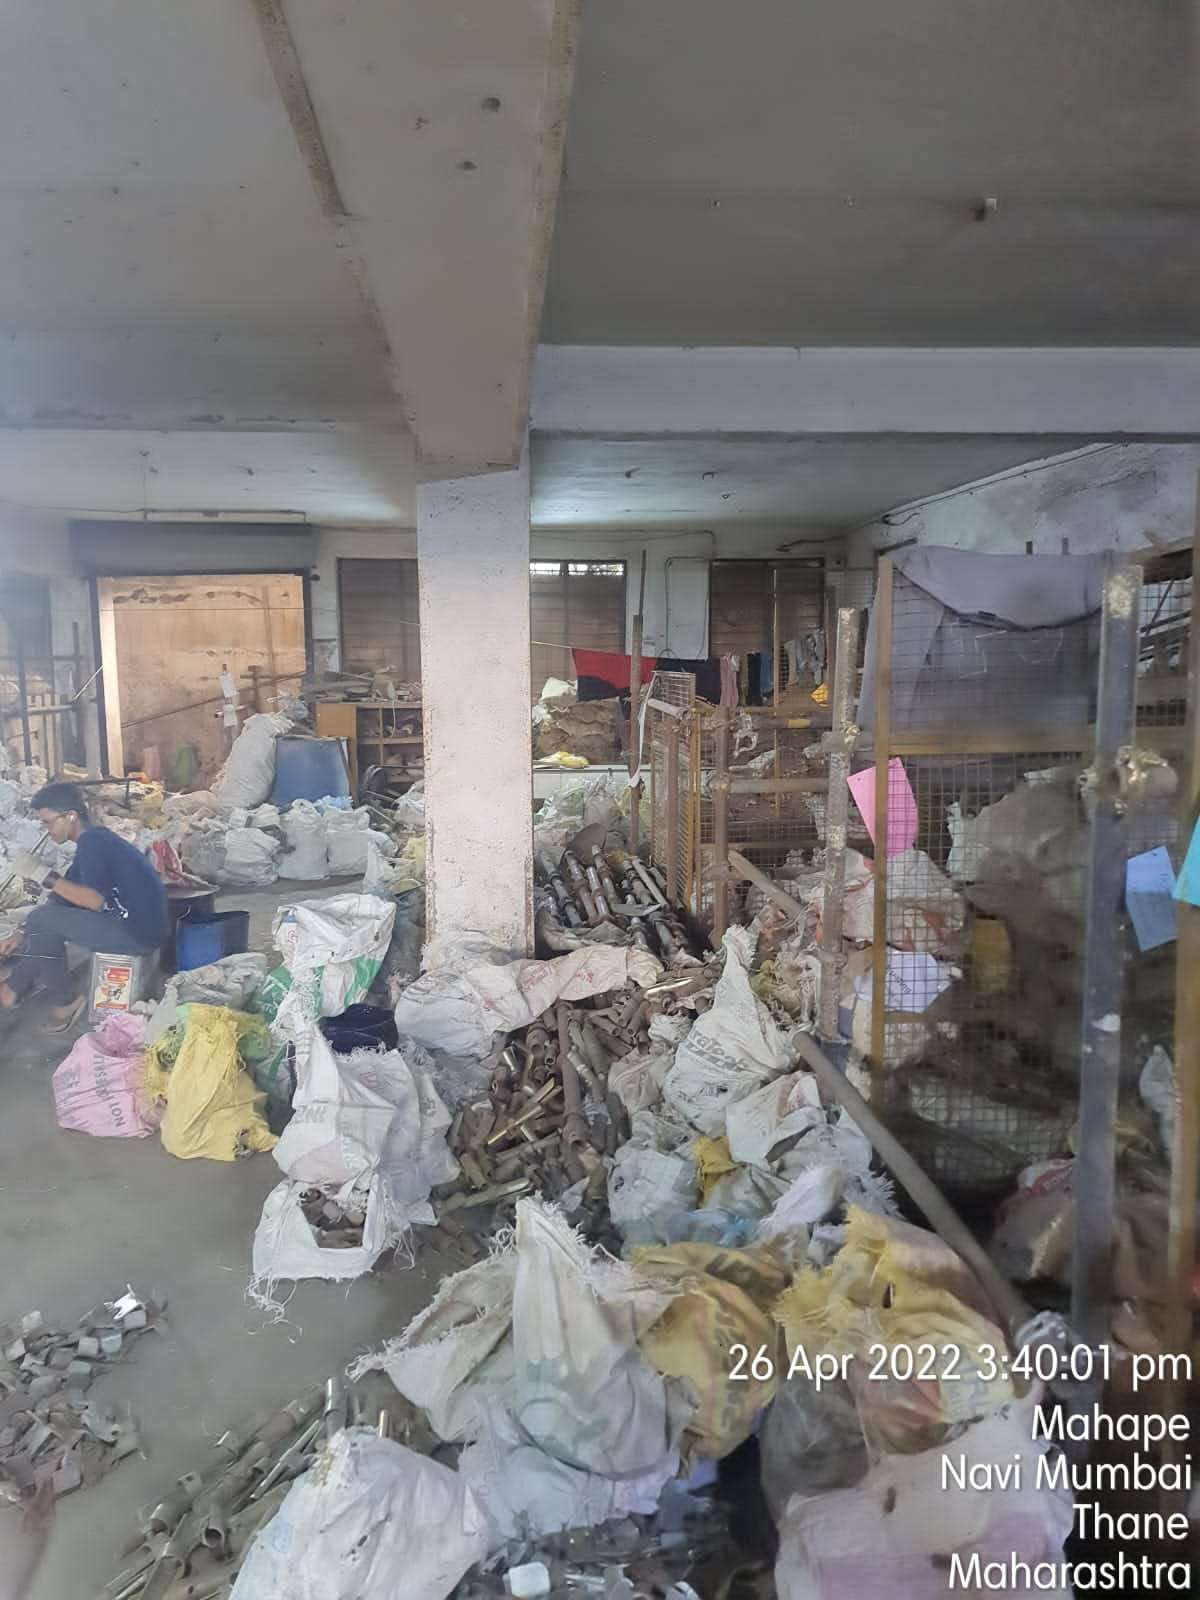 26 Apr 2022 3:40:01 pm
Mahape
Navi Mumbai
Thane
Maharashtra